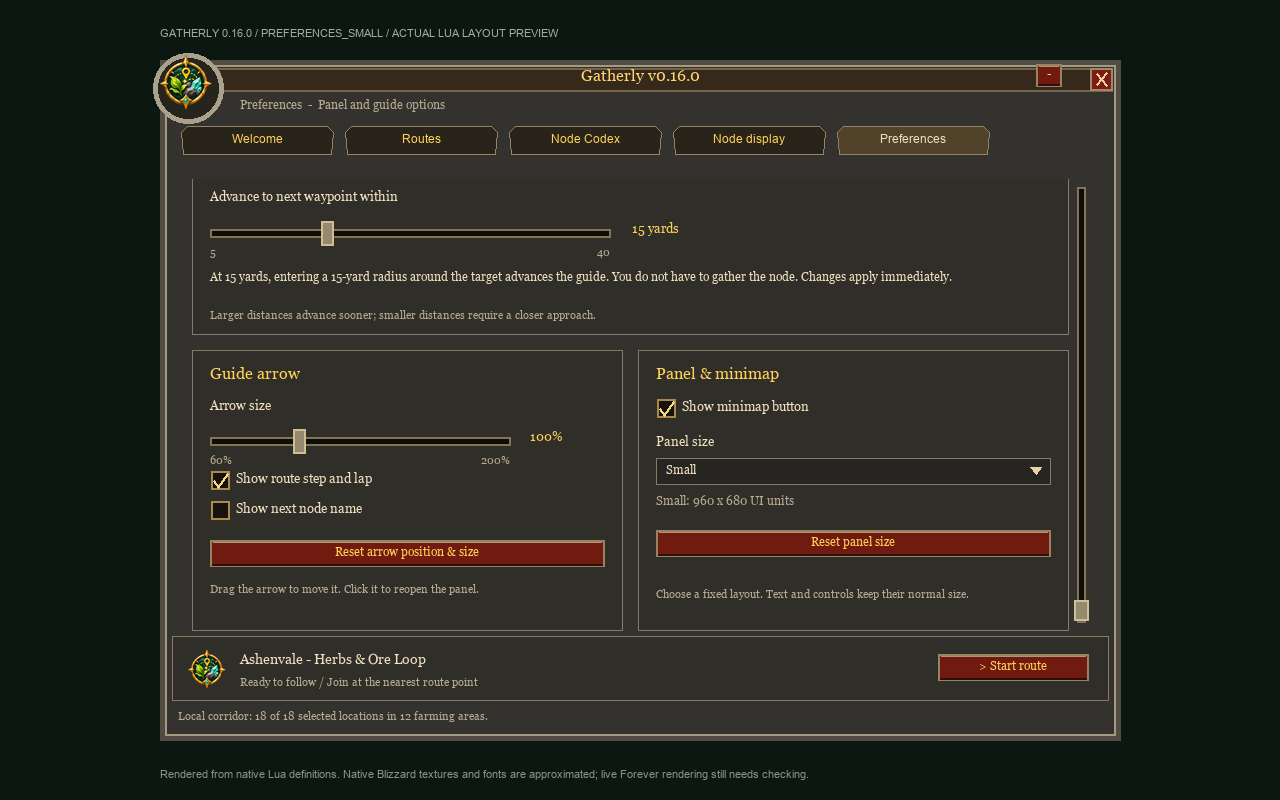 GATHERLY 0.16.0 / PREFERENCES_SMALL / ACTUAL LUA LAYOUT PREVIEW
Gatherly v0.16.0
-
X
Preferences - Panel and guide options
Welcome
Routes
Node Codex
Node display
Preferences
Advance to next waypoint within
15 yards
5
40
At 15 yards, entering a 15-yard radius around the target advances the guide. You do not have to gather the node. Changes apply immediately.
Larger distances advance sooner; smaller distances require a closer approach.
Guide arrow
Arrow size
100%
60%
200%
Show route step and lap
Show next node name
Reset arrow position & size
Drag the arrow to move it. Click it to reopen the panel.
Panel & minimap
Show minimap button
Panel size
Small
Small: 960 x 680 UI units
Reset panel size
Choose a fixed layout. Text and controls keep their normal size.
Ashenvale - Herbs & Ore Loop
Ready to follow / Join at the nearest route point
> Start route
Local corridor: 18 of 18 selected locations in 12 farming areas.
Rendered from native Lua definitions. Native Blizzard textures and fonts are approximated; live Forever rendering still needs checking.